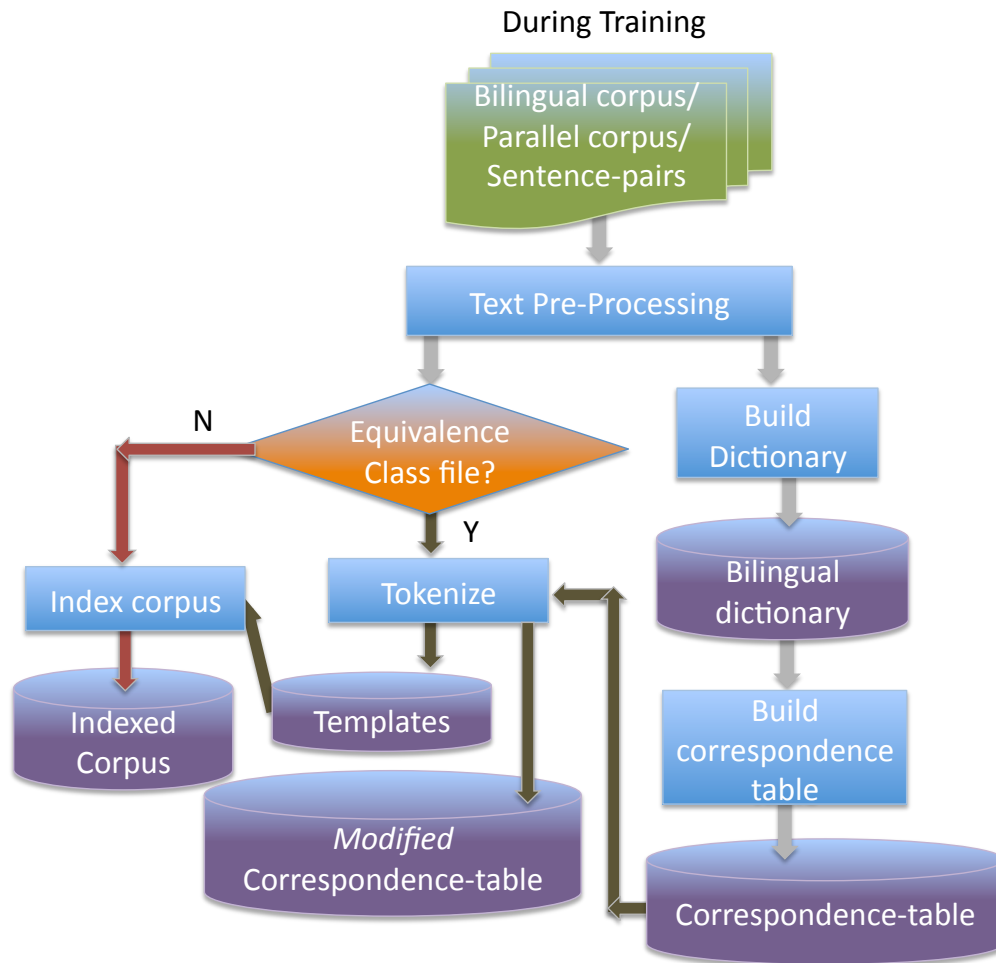 During Training
Bilingual corpus/
Parallel corpus/
Sentence-pairs
Text Pre-Processing
N
Equivalence
Class file?
Build
Dictionary
Y
Index corpus
Tokenize
Bilingual
dictionary
Indexed
Corpus
Templates
Build
correspondence
table
Modified
Correspondence-table
Correspondence-table